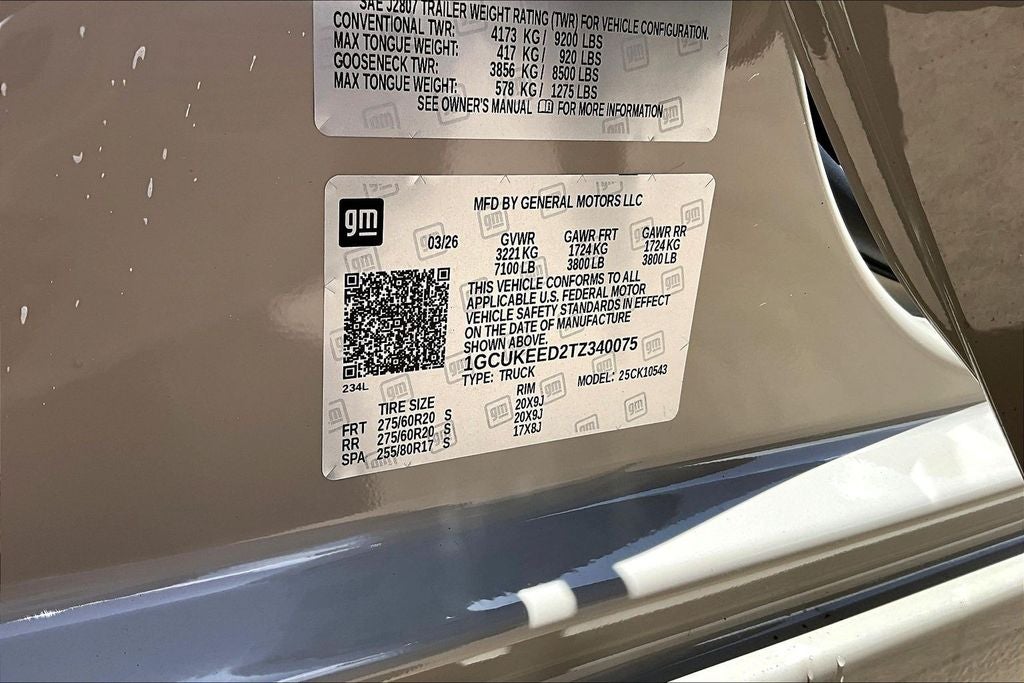 SAE J2807 TRAILER WEIGHT RATING (TWR) FOR VEHICLE CONFIGURATION.
CONVENTIONAL TWR: 4173 KG/ 9200 LBS
MAX TONGUE WEIGHT: 417 KG/ 920 LBS
GOOSENECK TWR: 3856 KG/ 8500 LBS
MAX TONGUE WEIGHT: 578 KG/ 1275 LBS
SEE OWNER'S MANUAL FOR MORE INFORMATION
gm
MFD BY GENERAL MOTORS LLC
03/26 GVWR GAWR FRT GAWR RR
3221 KG 1724 KG 1724 KG
7100 LB 3800 LB 3800 LB
THIS VEHICLE CONFORMS TO ALL
APPLICABLE U.S. FEDERAL MOTOR
VEHICLE SAFETY STANDARDS IN EFFECT
ON THE DATE OF MANUFACTURE
SHOWN ABOVE.
1GCUKEED2TZ340075
TYPE: TRUCK MODEL: 25CK10543
234L
TIRE SIZE RIM
FRT 275/60R20 S 20X9J
RR 275/60R20 S 20X9J
SPA 255/80R17 S 17X8J